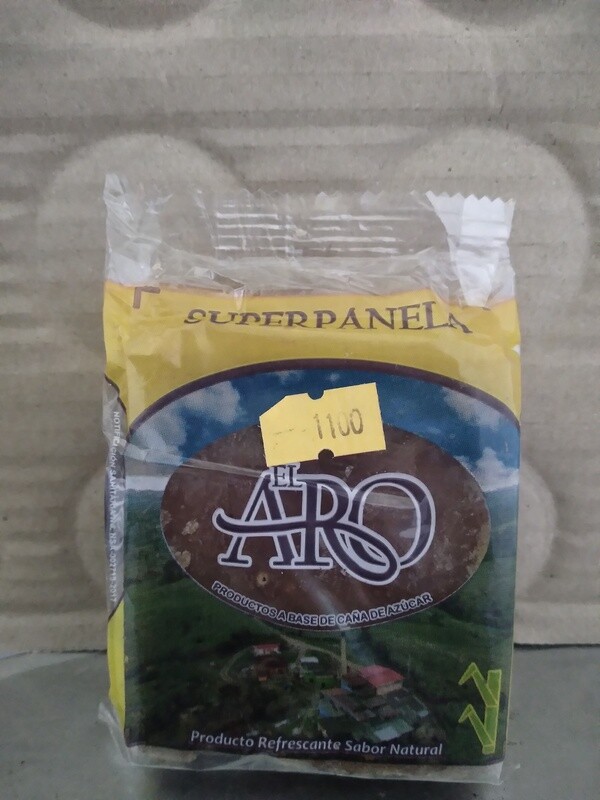 SUPERPANELA
1100
EL
ARO
PRODUCTOS A BASE DE CAÑA DE AZÚCAR
Producto Refrescante Sabor Natural